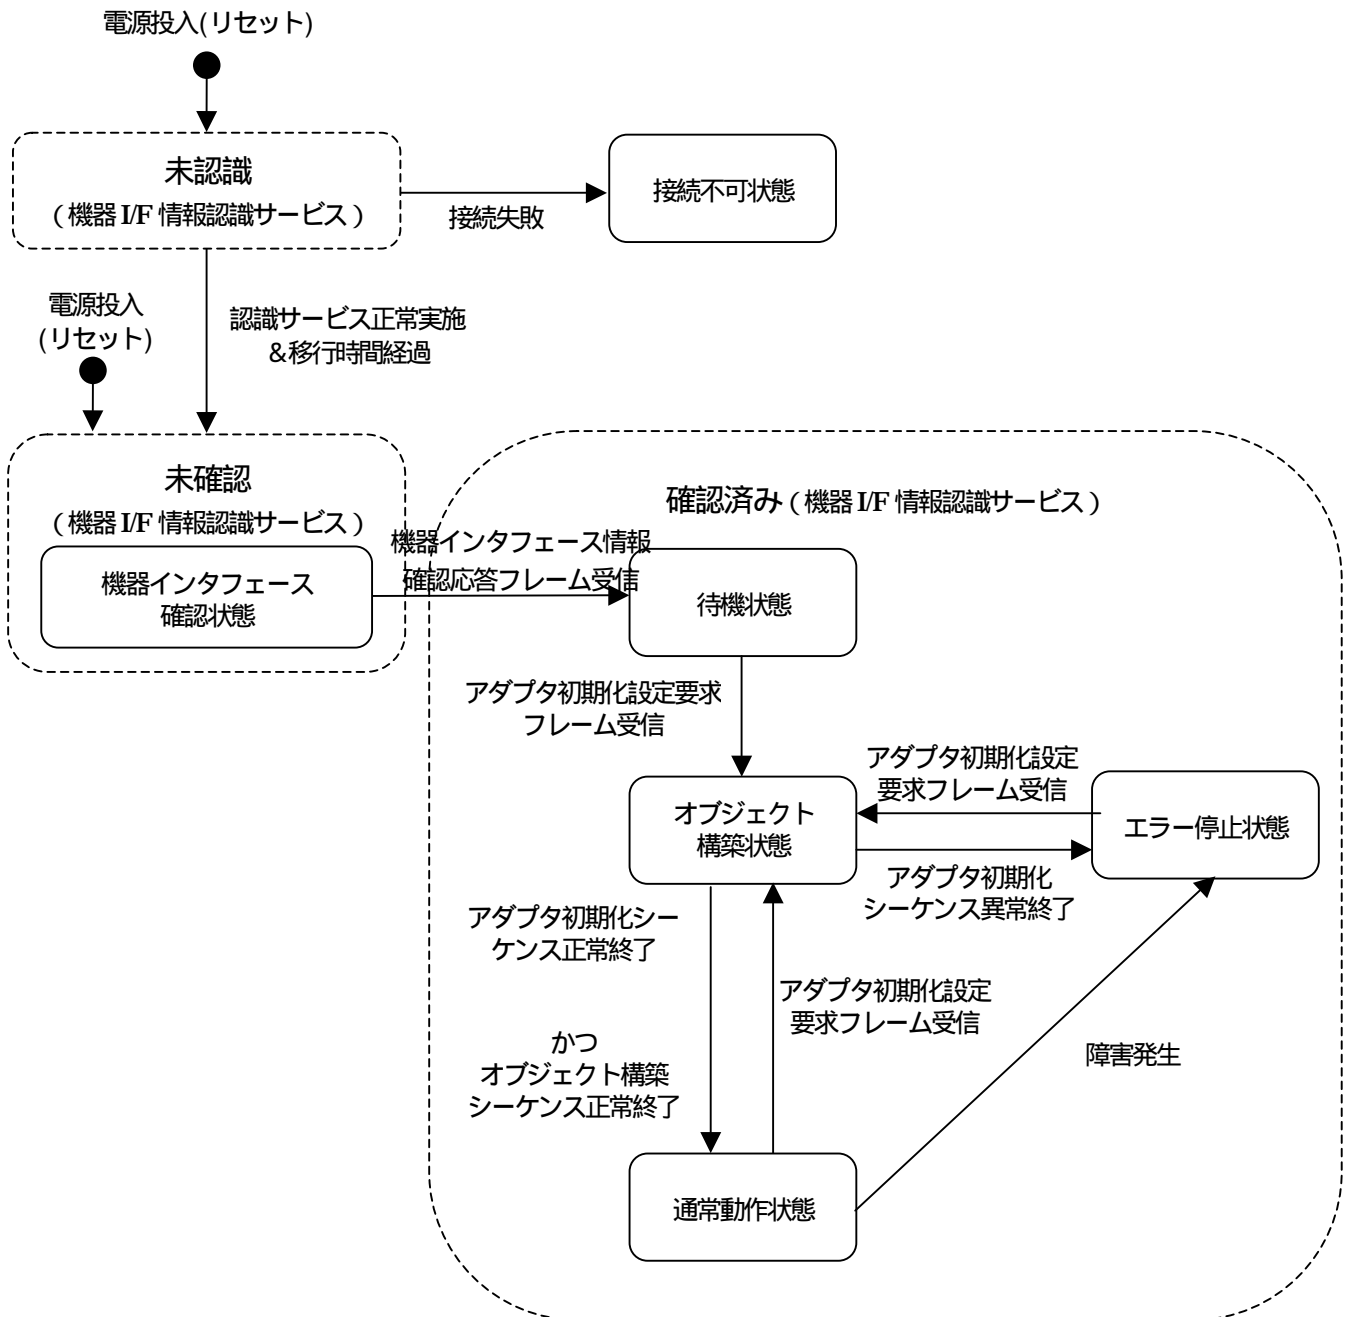 電源投入(リセット)
未認識
（機器 I/F 情報認識サービス）
接続不可状態
接続失敗
電源投入
(リセット)
認識サービス正常実施
＆移行時間経過
未確認
（機器 I/F 情報認識サービス）
機器インタフェース
確認状態
確認済み（機器 I/F 情報認識サービス）
機器インタフェース情報
確認応答フレーム受信
待機状態
アダプタ初期化設定要求
フレーム受信
アダプタ初期化設定
要求フレーム受信
オブジェクト
構築状態
エラー停止状態
アダプタ初期化
シーケンス異常終了
アダプタ初期化シー
ケンス正常終了
かつ
オブジェクト構築
シーケンス正常終了
アダプタ初期化設定
要求フレーム受信
障害発生
通常動作状態